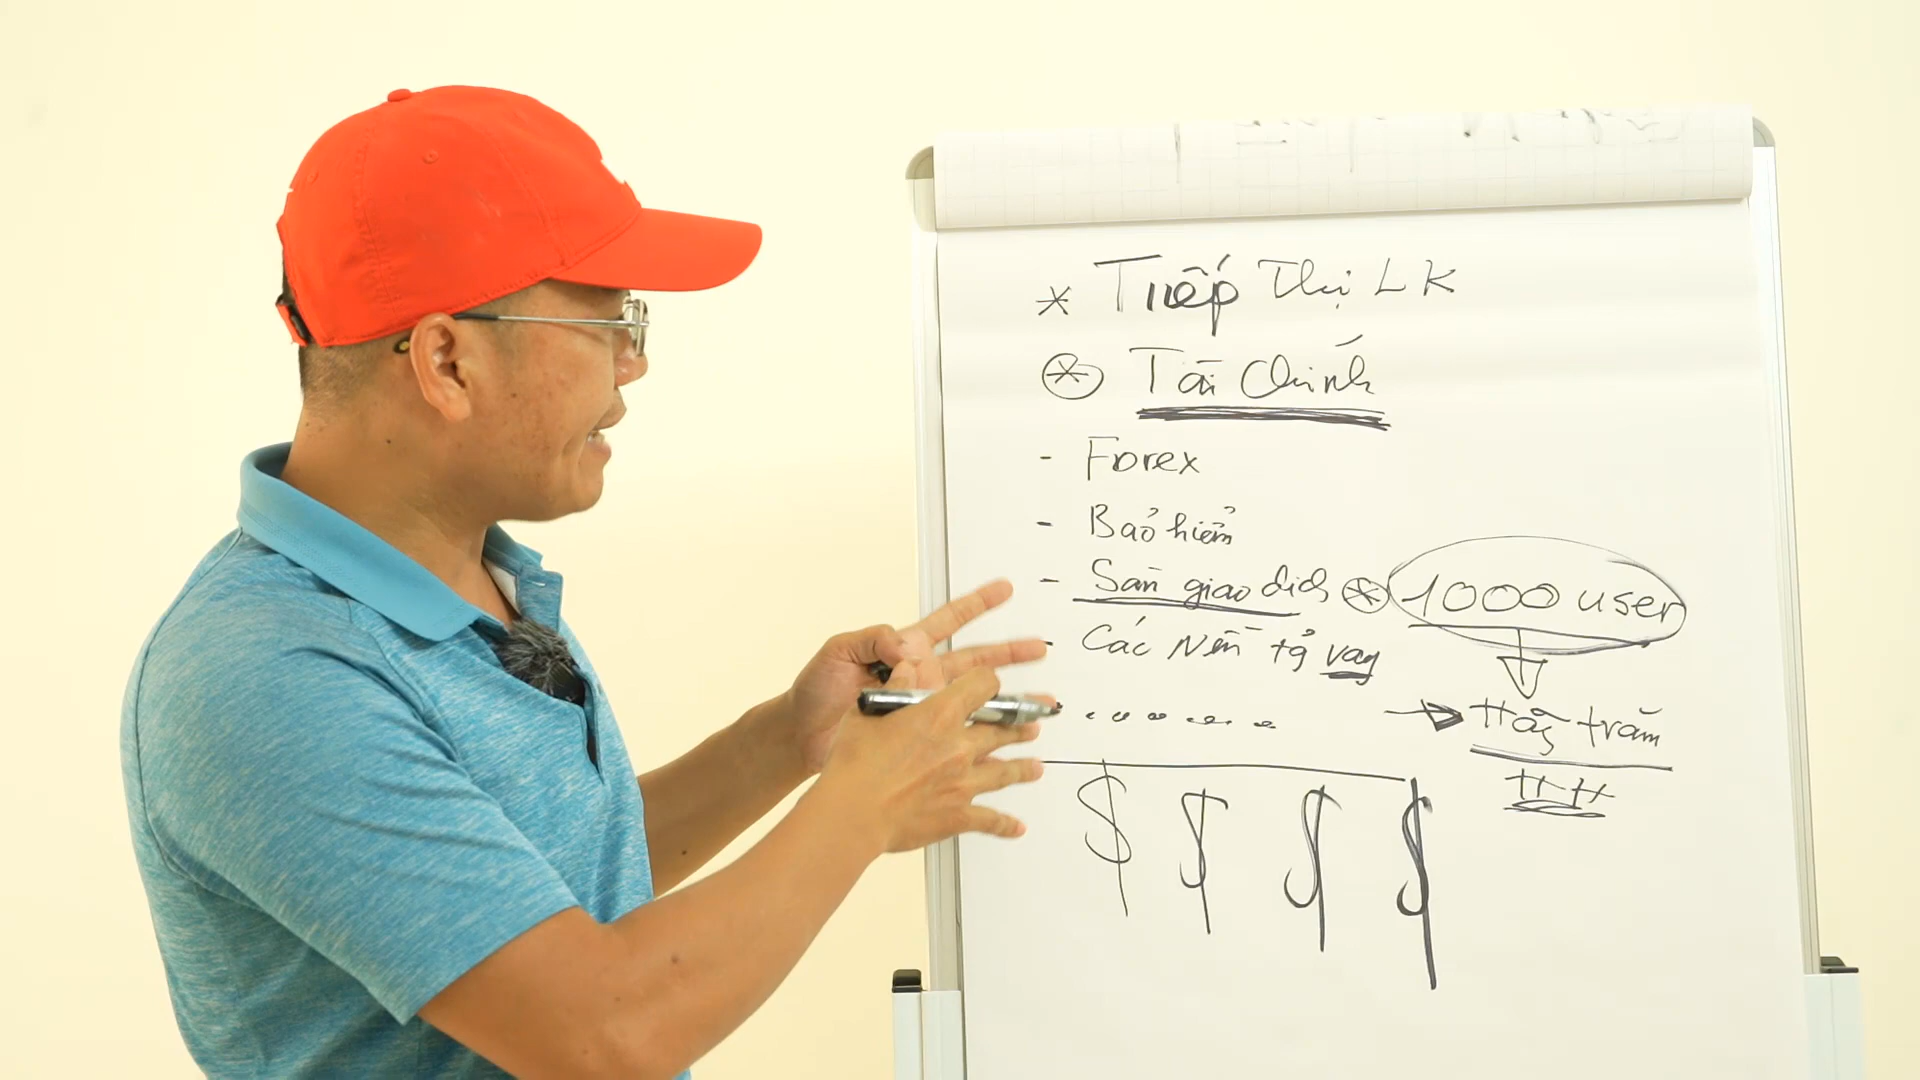 * Tiếp Thị LK
* Tài Chính
- Forex
- Bảo hiểm
- Sàn giao dịch * 1000 user
- Các Nền tảng vay
→ Hàng trăm
HH
$ $ $ $